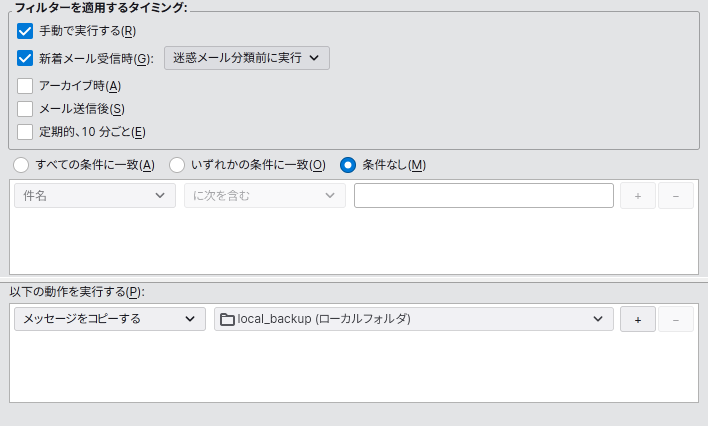 フィルターを適用するタイミング:
手動で実行する(R)
新着メール受信時(G): 迷惑メール分類前に実行
アーカイブ時(A)
メール送信後(S)
定期的、10 分ごと(E)
すべての条件に一致(A) いずれかの条件に一致(O) 条件なし(M)
件名 に次を含む + −
以下の動作を実行する(P):
メッセージをコピーする local_backup (ローカルフォルダ) + −